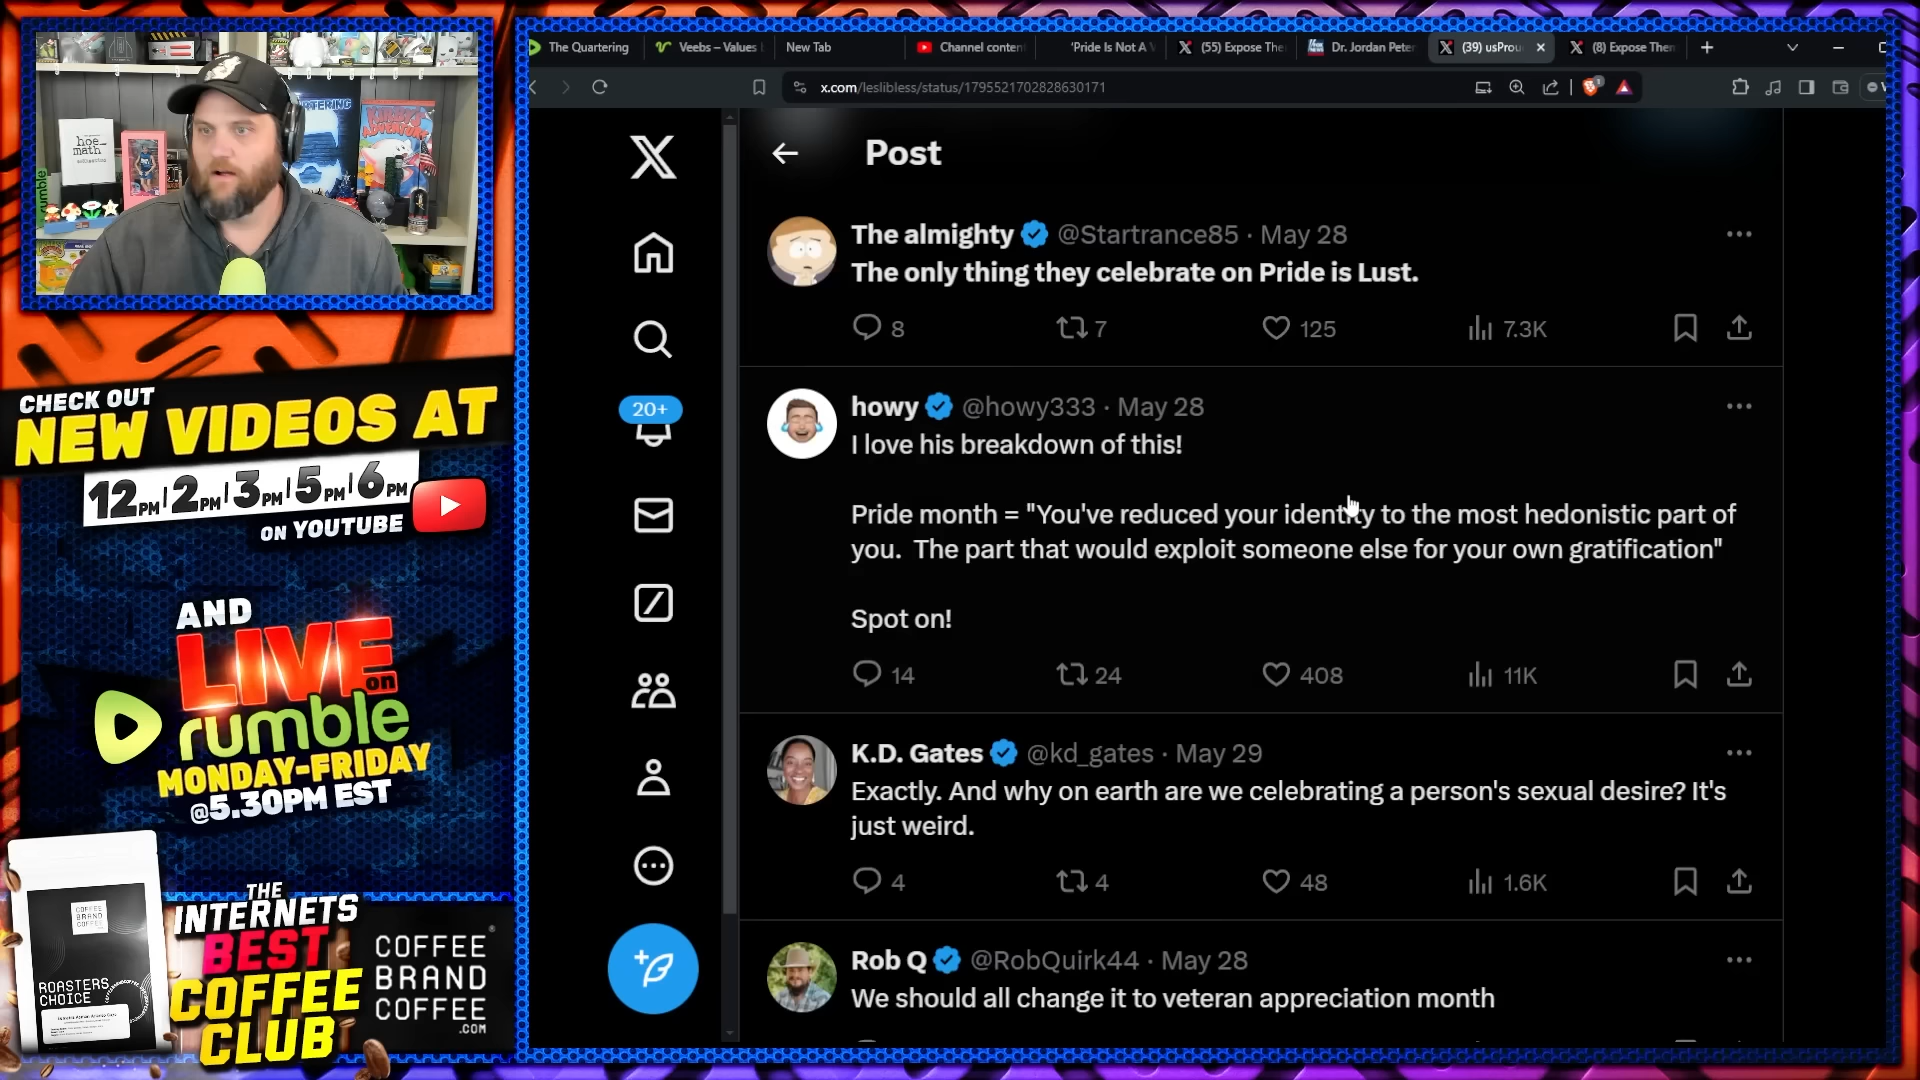 The Quartering
Veebs – Values
New Tab
Channel content
'Pride Is Not A V
(55) Expose The
Dr. Jordan Peter
(39) usProu
(8) Expose Then
x.com/leslibless/status/1795521702828630171
Post
The almighty @Startrance85 · May 28
The only thing they celebrate on Pride is Lust.
8 7 125 7.3K
20+
howy @howy333 · May 28
I love his breakdown of this!
Pride month = "You've reduced your identity to the most hedonistic part of
you. The part that would exploit someone else for your own gratification"
Spot on!
14 24 408 11K
K.D. Gates @kd_gates · May 29
Exactly. And why on earth are we celebrating a person's sexual desire? It's
just weird.
4 4 48 1.6K
Rob Q @RobQuirk44 · May 28
We should all change it to veteran appreciation month
hoe_
math
rumble
CHECK OUT
NEW VIDEOS AT
12PM | 2PM | 3PM | 5PM | 6PM
ON YOUTUBE
AND
LIVE on
rumble
MONDAY-FRIDAY
@5.30PM EST
THE
INTERNETS
BEST
COFFEE
CLUB
COFFEE
BRAND
COFFEE
.COM
COFFEE
BRAND
COFFEE
ROASTERS
CHOICE